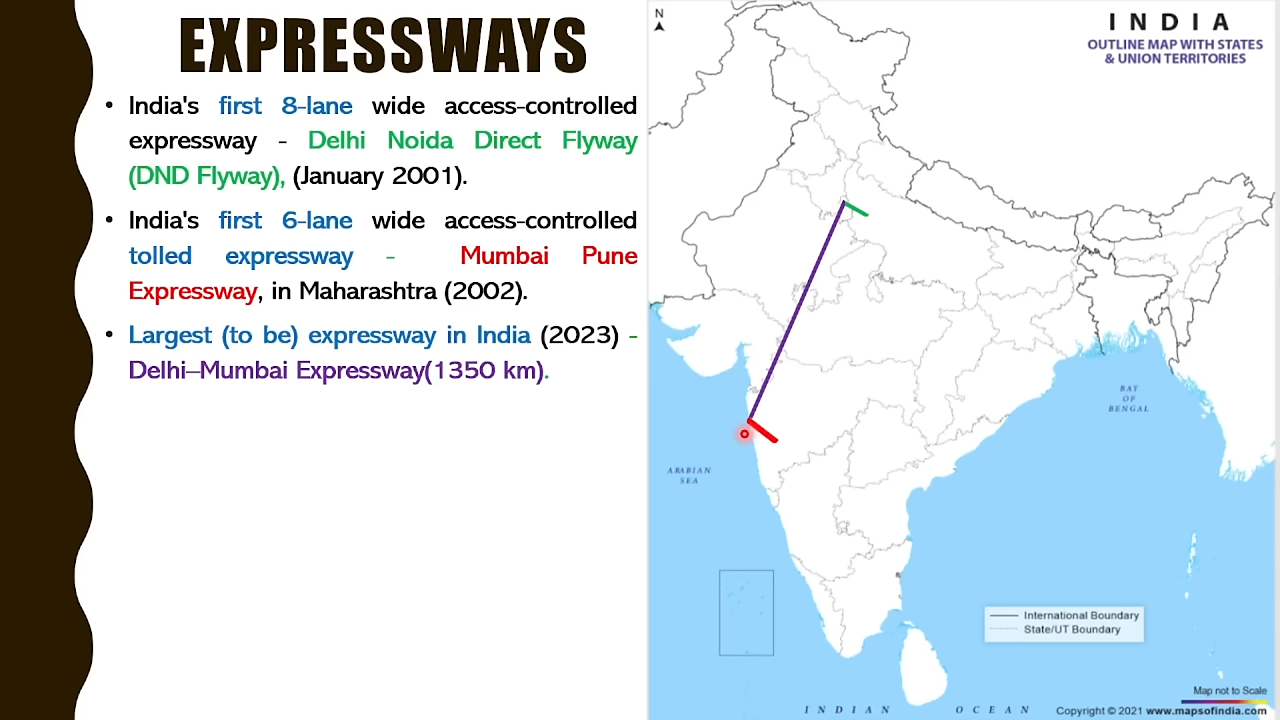 EXPRESSWAYS
• India's first 8-lane wide access-controlled
expressway - Delhi Noida Direct Flyway
(DND Flyway), (January 2001).
• India's first 6-lane wide access-controlled
tolled expressway - Mumbai Pune
Expressway, in Maharashtra (2002).
• Largest (to be) expressway in India (2023) -
Delhi–Mumbai Expressway(1350 km).
N
INDIA
OUTLINE MAP WITH STATES
& UNION TERRITORIES
BAY
OF
BENGAL
ARABIAN
SEA
International Boundary
State/UT Boundary
Map not to Scale
INDIAN OCEAN
Copyright © 2021 www.mapsofindia.com